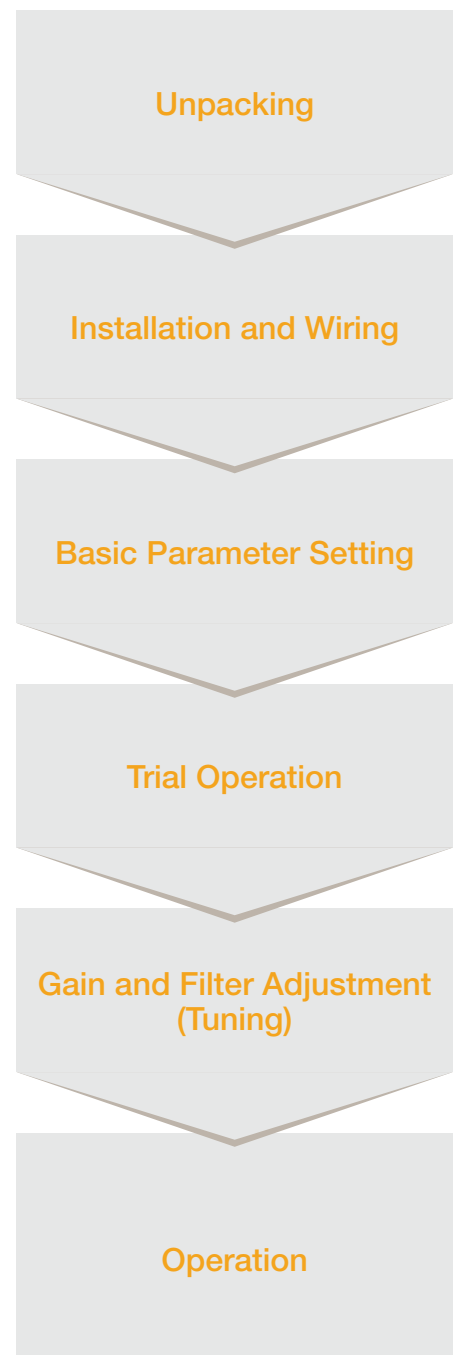 Unpacking
Installation and Wiring
Basic Parameter Setting
Trial Operation
Gain and Filter Adjustment
(Tuning)
Operation